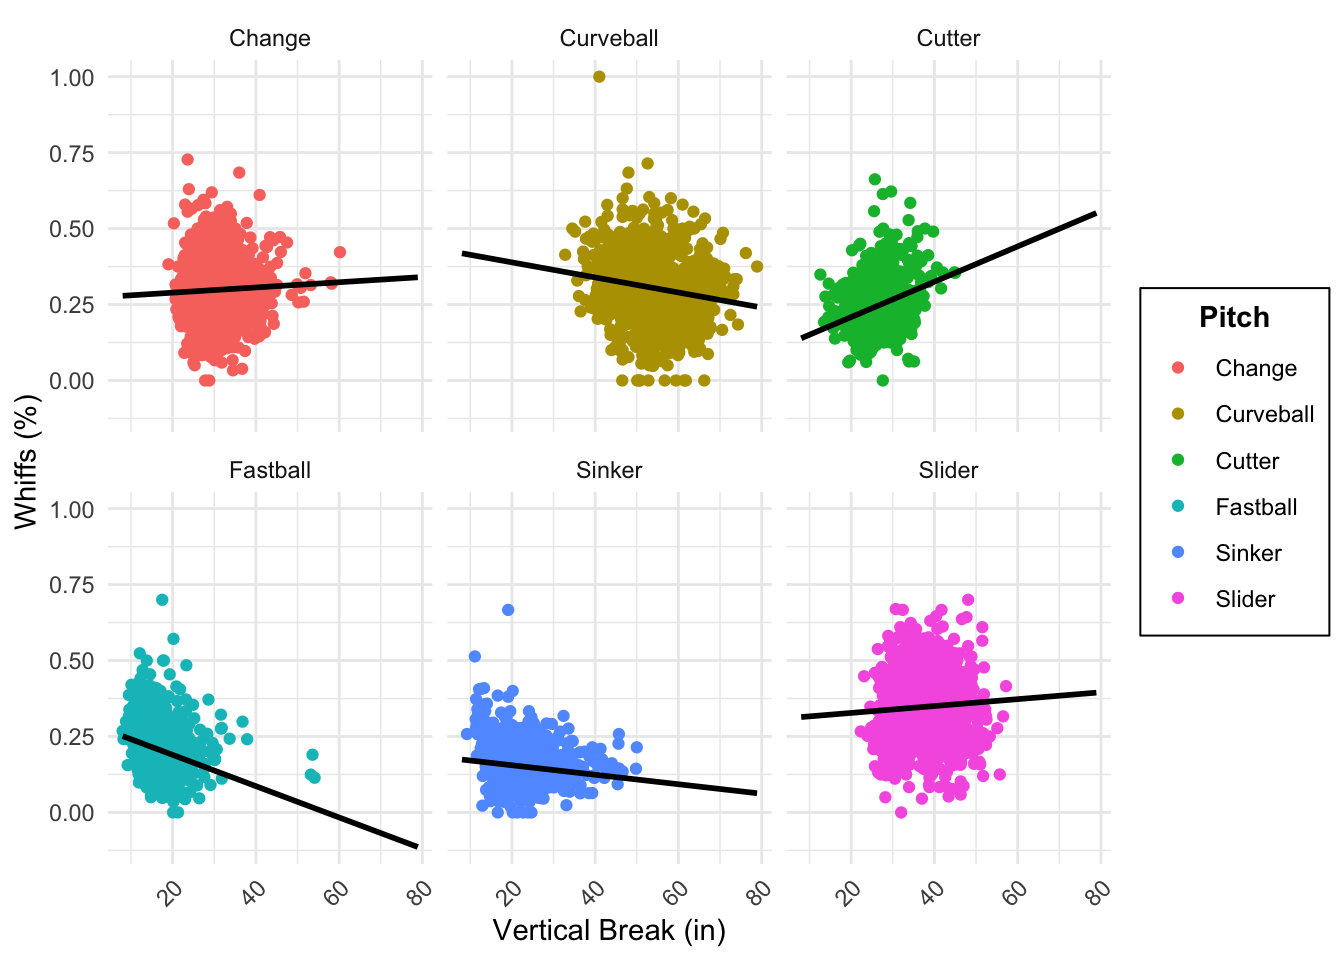 Change Curveball Cutter
1.00
0.75
0.50
0.25
0.00
Whiffs (%)
Fastball Sinker Slider
1.00
0.75
0.50
0.25
0.00
20 40 60 80 20 40 60 80 20 40 60 80
Vertical Break (in)
Pitch
Change
Curveball
Cutter
Fastball
Sinker
Slider